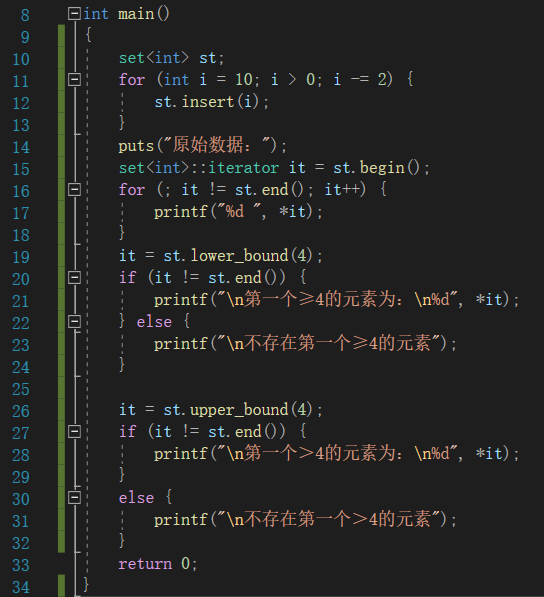 8 int main()
9 {
10 set<int> st;
11 for (int i = 10; i > 0; i -= 2) {
12 st.insert(i);
13 }
14 puts("原始数据：");
15 set<int>::iterator it = st.begin();
16 for (; it != st.end(); it++) {
17 printf("%d ", *it);
18 }
19 it = st.lower_bound(4);
20 if (it != st.end()) {
21 printf("\n第一个≥4的元素为：\n%d", *it);
22 } else {
23 printf("\n不存在第一个≥4的元素");
24 }
25
26 it = st.upper_bound(4);
27 if (it != st.end()) {
28 printf("\n第一个＞4的元素为：\n%d", *it);
29 }
30 else {
31 printf("\n不存在第一个＞4的元素");
32 }
33 return 0;
34 }